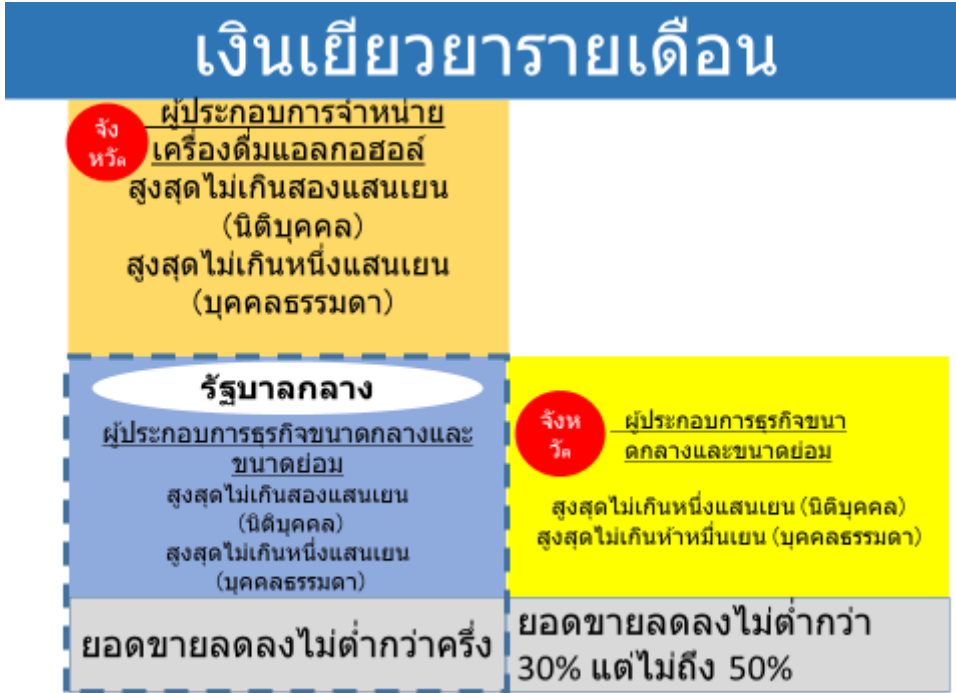 เงินเยียวยารายเดือน
จัง
หวัด
ผู้ประกอบการจำหน่าย
เครื่องดื่มแอลกอฮอล์
สูงสุดไม่เกินสองแสนเยน
(นิติบุคคล)
สูงสุดไม่เกินหนึ่งแสนเยน
(บุคคลธรรมดา)
รัฐบาลกลาง
ผู้ประกอบการธุรกิจขนาดกลางและ
ขนาดย่อม
สูงสุดไม่เกินสองแสนเยน
(นิติบุคคล)
สูงสุดไม่เกินหนึ่งแสนเยน
(บุคคลธรรมดา)
ยอดขายลดลงไม่ต่ำกว่าครึ่ง
จังห
วัด
ผู้ประกอบการธุรกิจขนา
ดกลางและขนาดย่อม
สูงสุดไม่เกินหนึ่งแสนเยน (นิติบุคคล)
สูงสุดไม่เกินห้าหมื่นเยน (บุคคลธรรมดา)
ยอดขายลดลงไม่ต่ำกว่า
30% แต่ไม่ถึง 50%